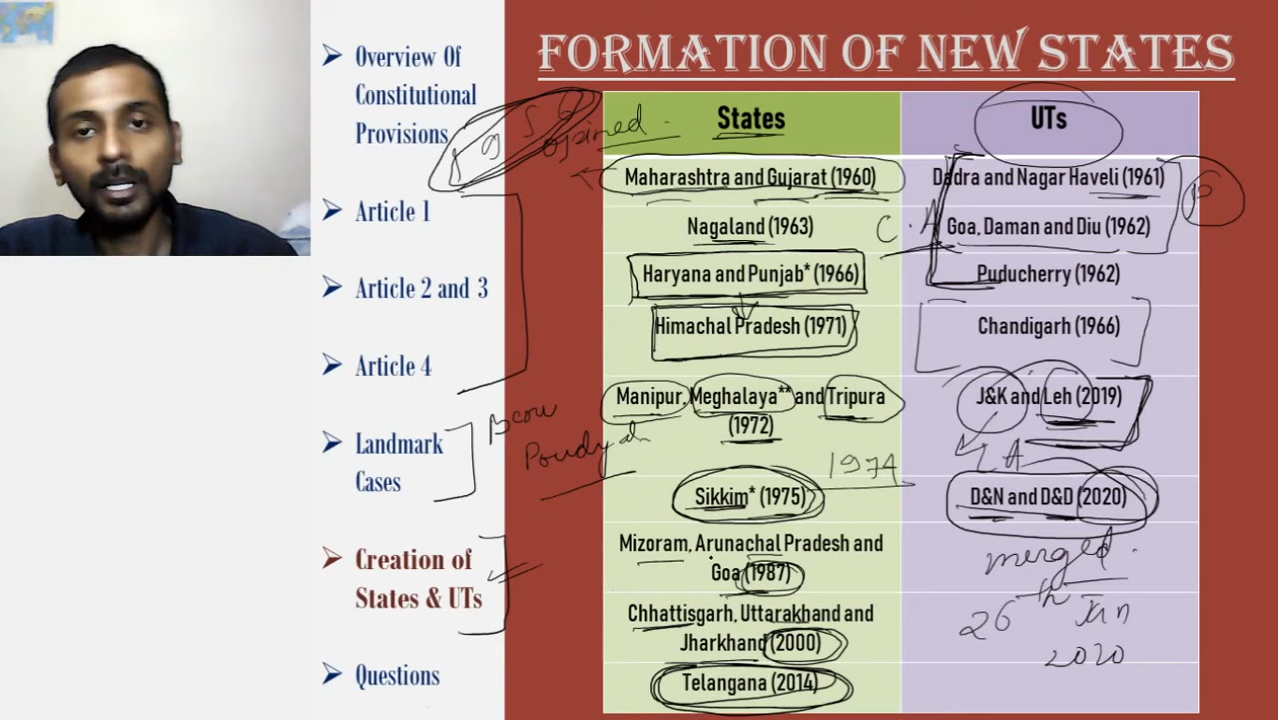 FORMATION OF NEW STATES
Overview Of
Constitutional
Provisions
Article 1
Article 2 and 3
Article 4
Landmark
Cases
Creation of
States & UTs
Questions
States
UTs
Maharashtra and Gujarat (1960)
Dadra and Nagar Haveli (1961)
Nagaland (1963)
Goa, Daman and Diu (1962)
Haryana and Punjab* (1966)
Puducherry (1962)
Himachal Pradesh (1971)
Chandigarh (1966)
Manipur, Meghalaya** and Tripura
(1972)
J&K and Leh (2019)
Sikkim* (1975)
D&N and D&D (2020)
Mizoram, Arunachal Pradesh and
Goa (1987)
Chhattisgarh, Uttarakhand and
Jharkhand (2000)
Telangana (2014)
1956
C.A
1974
L A
merged.
26th Jan
2020